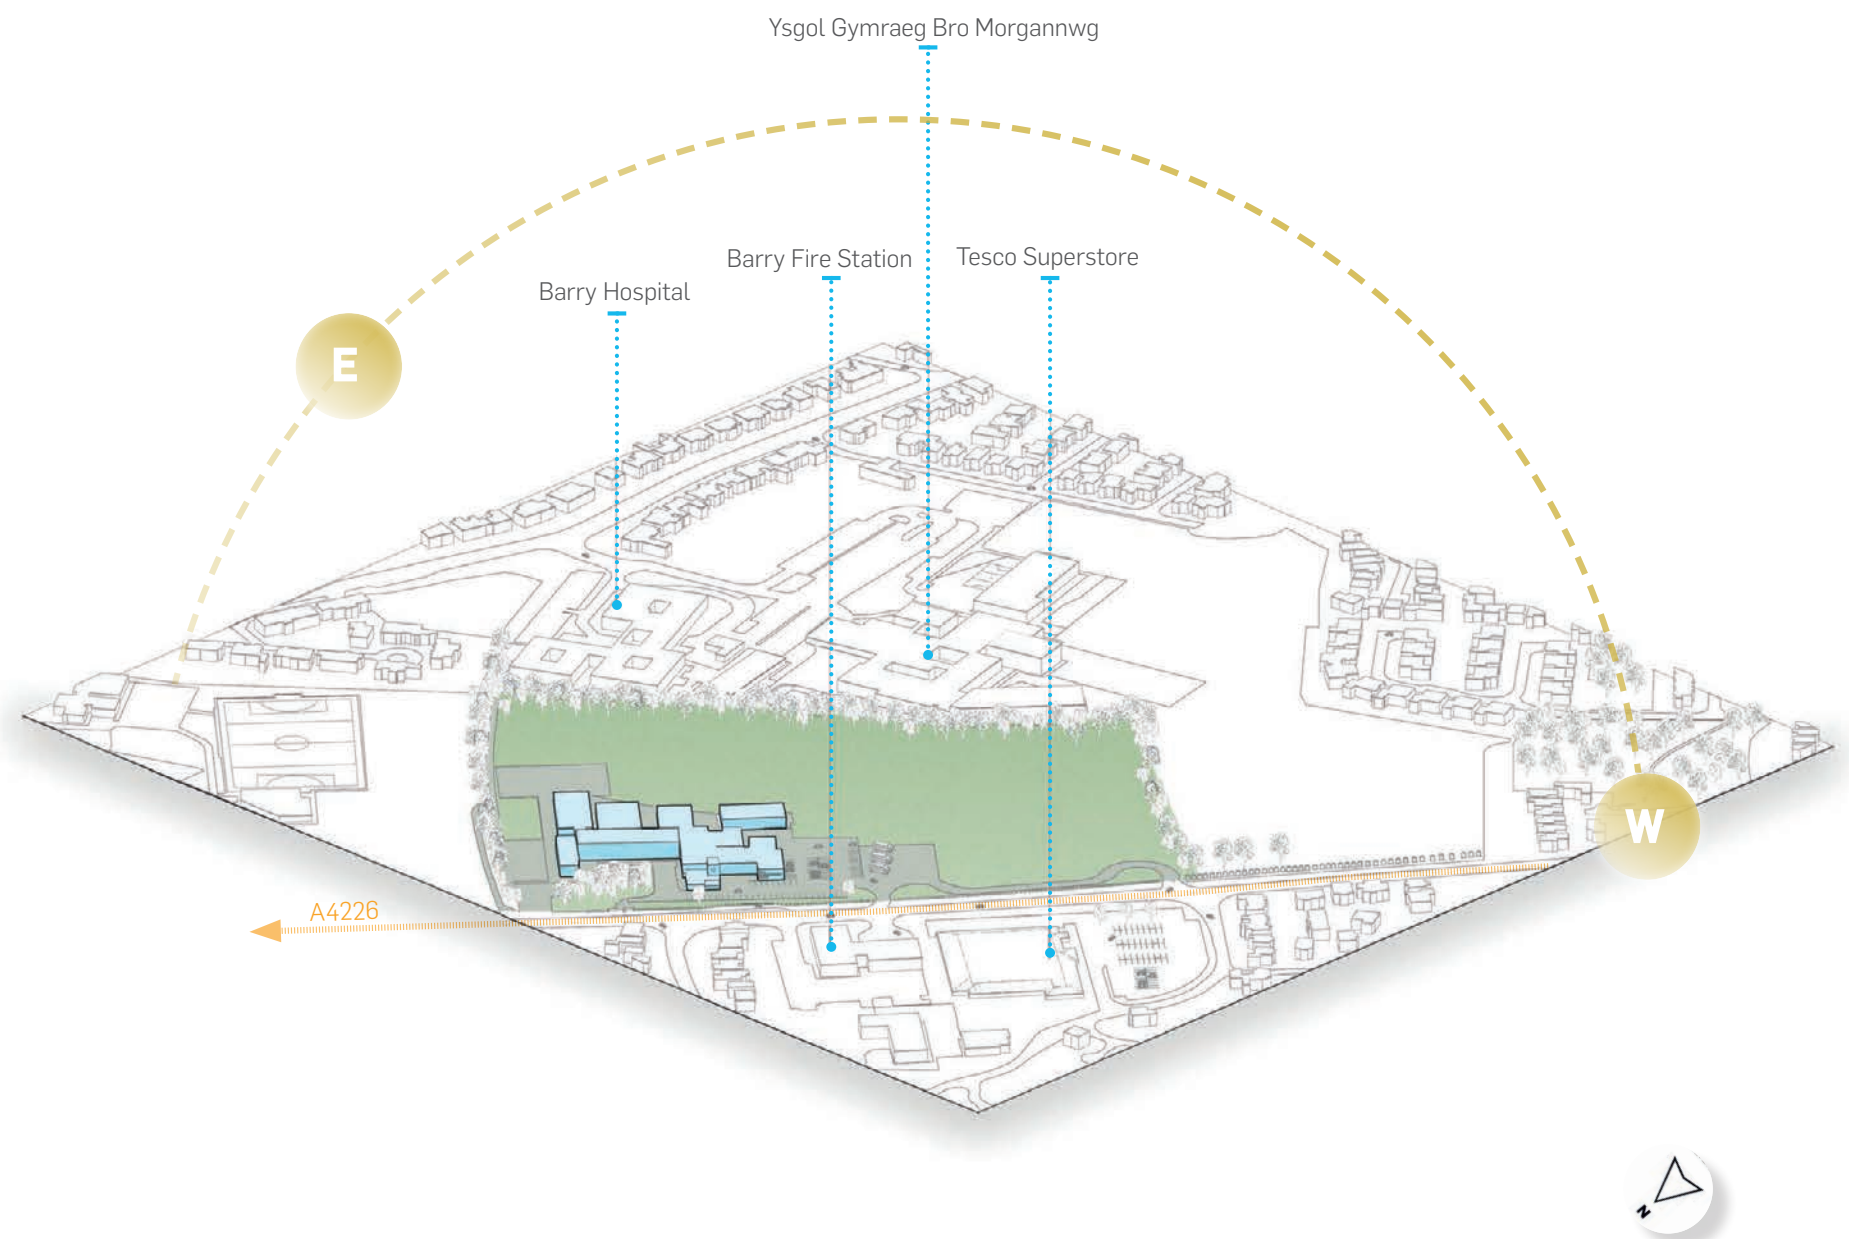 Ysgol Gymraeg Bro Morgannwg
Barry Fire Station
Tesco Superstore
Barry Hospital
E
W
A4226
N